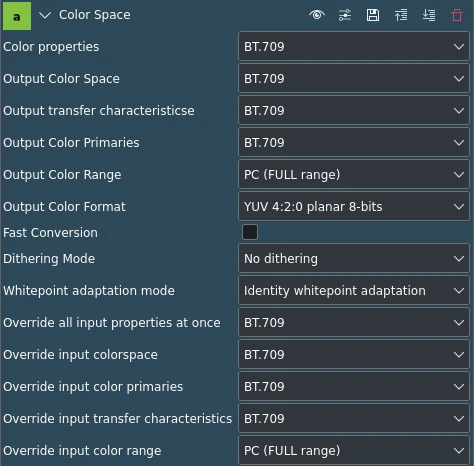 a Color Space
Color properties BT.709
Output Color Space BT.709
Output transfer characteristicse BT.709
Output Color Primaries BT.709
Output Color Range PC (FULL range)
Output Color Format YUV 4:2:0 planar 8-bits
Fast Conversion
Dithering Mode No dithering
Whitepoint adaptation mode Identity whitepoint adaptation
Override all input properties at once BT.709
Override input colorspace BT.709
Override input color primaries BT.709
Override input transfer characteristics BT.709
Override input color range PC (FULL range)